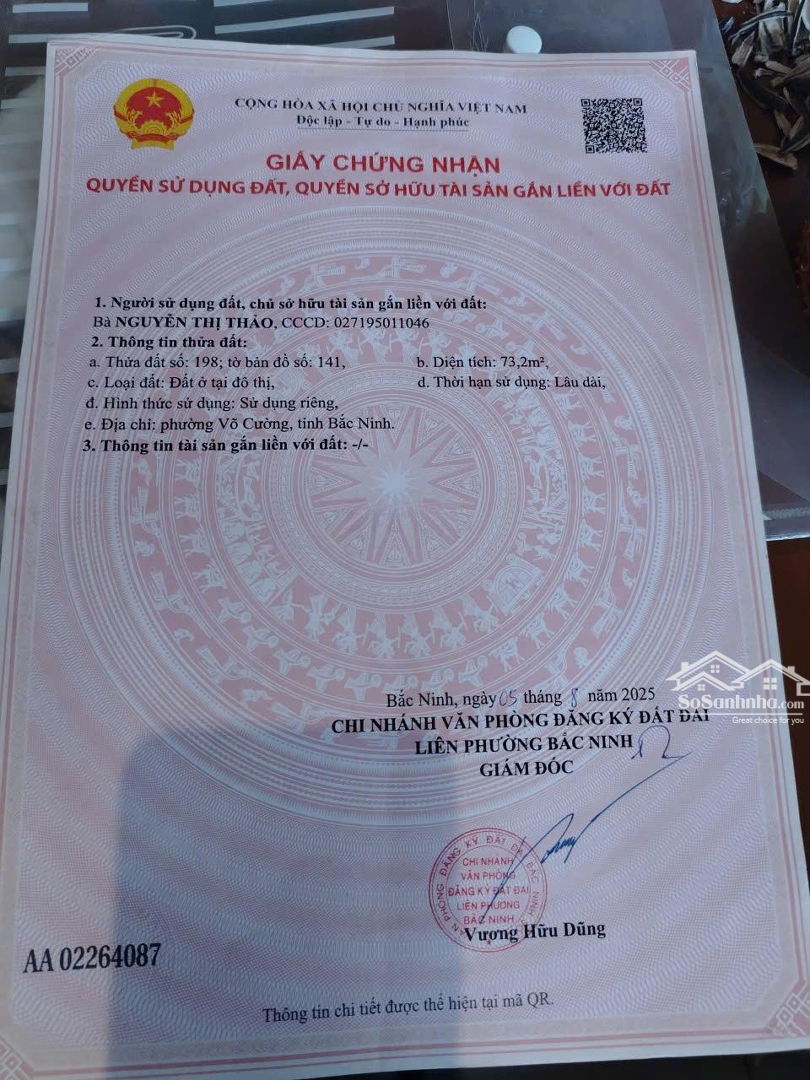 CỘNG HÒA XÃ HỘI CHỦ NGHĨA VIỆT NAM
Độc lập - Tự do - Hạnh phúc
GIẤY CHỨNG NHẬN
QUYỀN SỬ DỤNG ĐẤT, QUYỀN SỞ HỮU TÀI SẢN GẮN LIỀN VỚI ĐẤT
1. Người sử dụng đất, chủ sở hữu tài sản gắn liền với đất:
Bà NGUYỄN THỊ THẢO, CCCD: 027195011046
2. Thông tin thửa đất:
a. Thửa đất số: 198; tờ bản đồ số: 141, b. Diện tích: 73,2m²,
c. Loại đất: Đất ở tại đô thị, d. Thời hạn sử dụng: Lâu dài,
đ. Hình thức sử dụng: Sử dụng riêng,
e. Địa chỉ: phường Võ Cường, tỉnh Bắc Ninh.
3. Thông tin tài sản gắn liền với đất: -/-
Bắc Ninh, ngày 05 tháng 8 năm 2025
CHI NHÁNH VĂN PHÒNG ĐĂNG KÝ ĐẤT ĐAI
LIÊN PHƯỜNG BẮC NINH
GIÁM ĐỐC
SoSanhnha.com
Great choice for you
CHI NHÁNH
VĂN PHÒNG
ĐĂNG KÝ ĐẤT ĐAI
LIÊN PHƯỜNG
BẮC NINH
Vương Hữu Dũng
AA 02264087
Thông tin chi tiết được thể hiện tại mã QR.